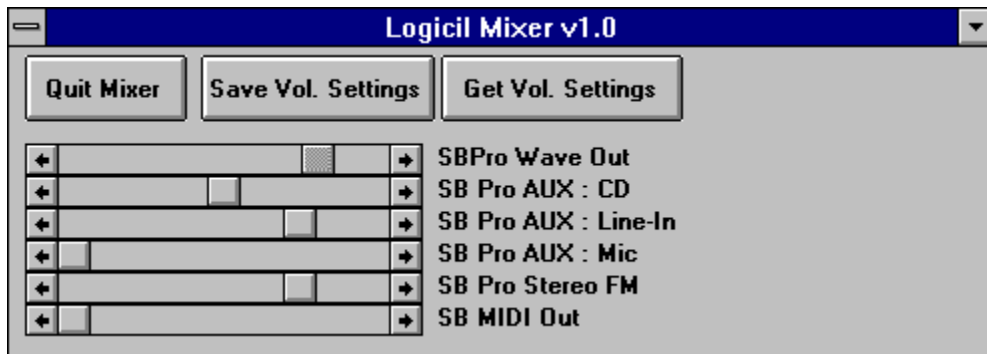 Logicil Mixer v1.0
Quit Mixer
Save Vol. Settings
Get Vol. Settings
SBPro Wave Out
SB Pro AUX : CD
SB Pro AUX : Line-In
SB Pro AUX : Mic
SB Pro Stereo FM
SB MIDI Out